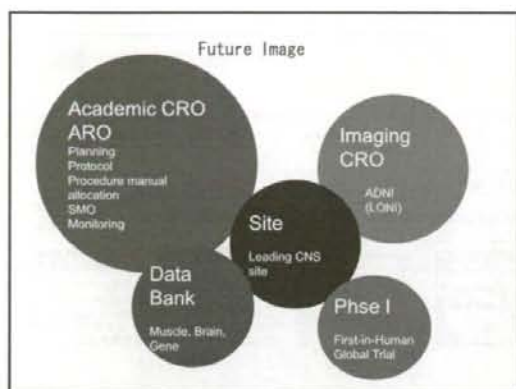 Future Image
Academic CRO
ARO
Planning
Protocol
Procedure manual
allocation
SMO
Monitoring
Imaging
CRO
ADNI
(LONI)
Site
Leading CNS
site
Data
Bank
Muscle, Brain,
Gene
Phse I
First-in-Human
Global Trial